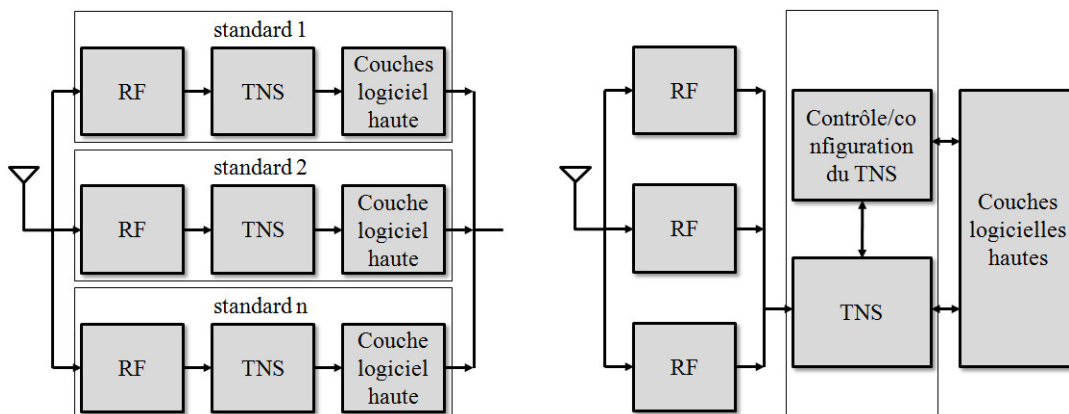 standard 1
RF
TNS
Couches
logiciel
haute
standard 2
RF
TNS
Couche
logiciel
haute
standard n
RF
TNS
Couche
logiciel
haute
RF
RF
RF
Contrôle/co
nfiguration
du TNS
TNS
Couches
logicielles
hautes